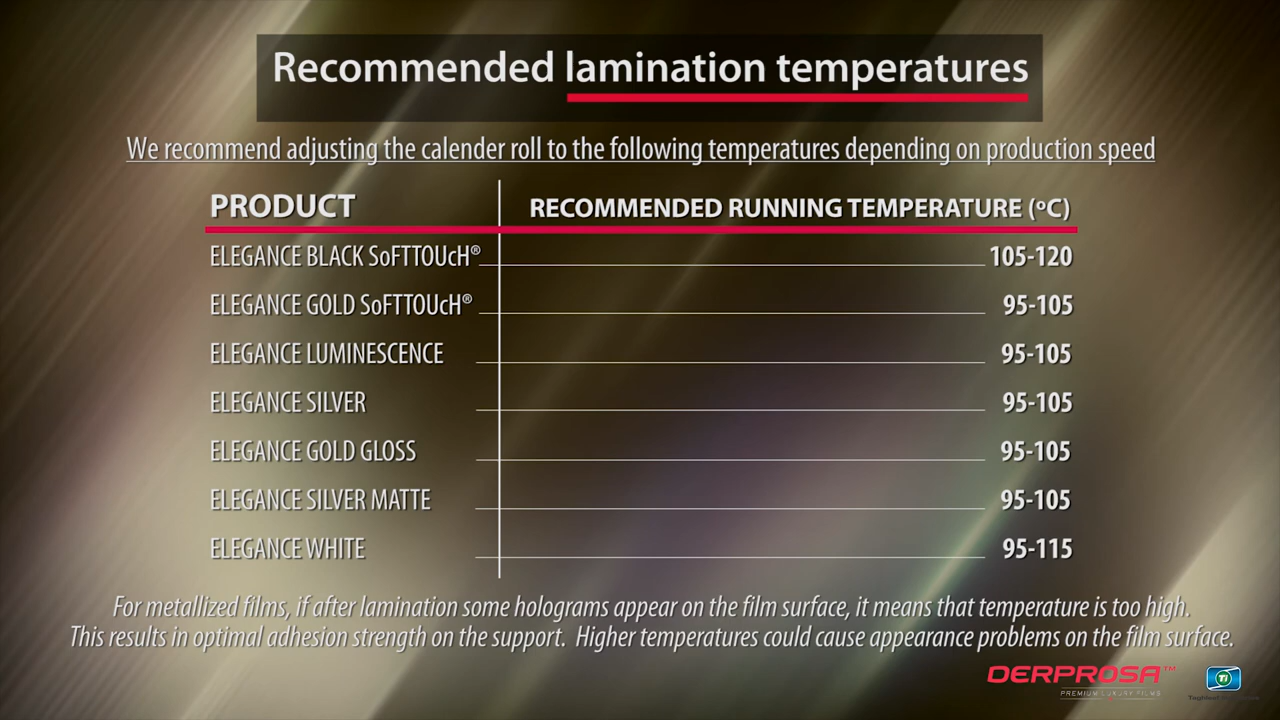 Recommended lamination temperatures
We recommend adjusting the calender roll to the following temperatures depending on production speed
PRODUCT RECOMMENDED RUNNING TEMPERATURE (ºC)
ELEGANCE BLACK SoFTTOUcH® 105-120
ELEGANCE GOLD SoFTTOUcH® 95-105
ELEGANCE LUMINESCENCE 95-105
ELEGANCE SILVER 95-105
ELEGANCE GOLD GLOSS 95-105
ELEGANCE SILVER MATTE 95-105
ELEGANCE WHITE 95-115
For metallized films, if after lamination some holograms appear on the film surface, it means that temperature is too high.
This results in optimal adhesion strength on the support. Higher temperatures could cause appearance problems on the film surface.
DERPROSA™
PREMIUM LUXURY FILMS
Ti